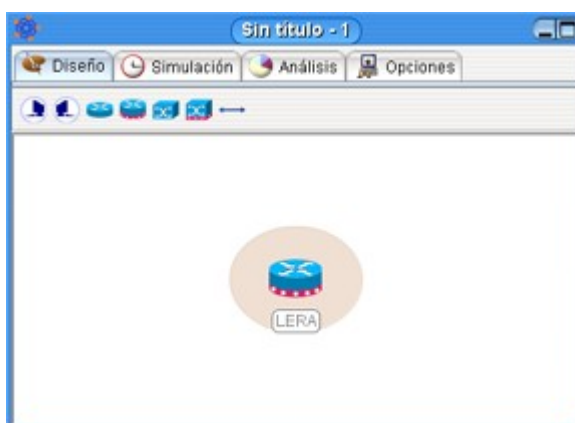 Sin título - 1
Diseño Simulación Análisis Opciones
LERA